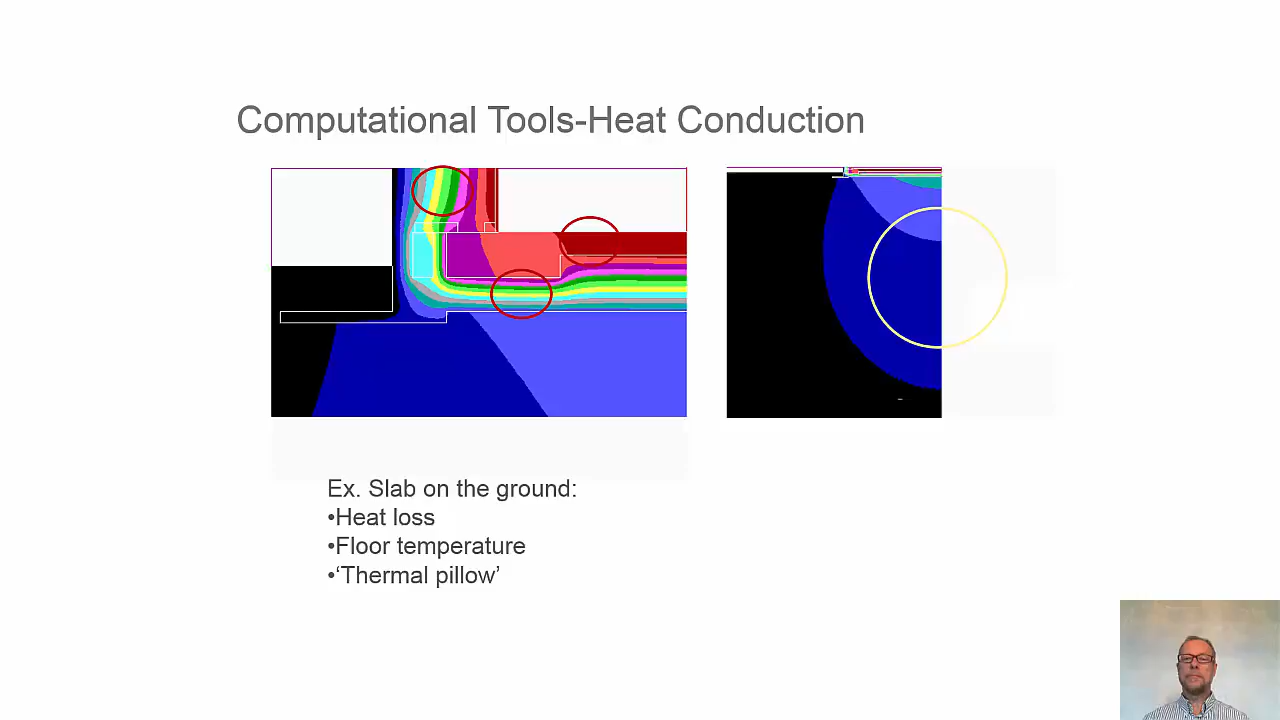 Computational Tools-Heat Conduction
Ex. Slab on the ground:
•Heat loss
•Floor temperature
•‘Thermal pillow’